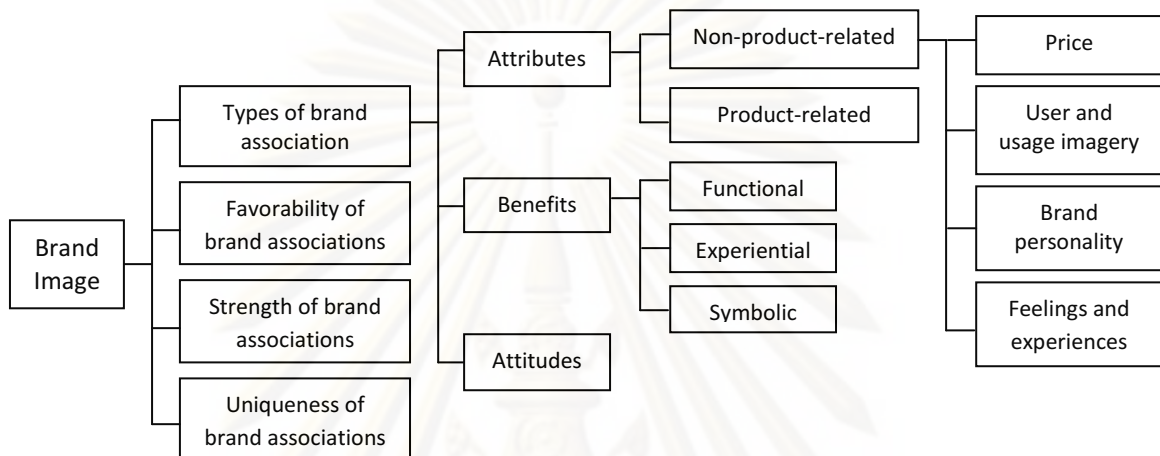 Brand
Image
Types of brand
association
Favorability of
brand associations
Strength of brand
associations
Uniqueness of
brand associations
Attributes
Benefits
Attitudes
Non-product-related
Product-related
Functional
Experiential
Symbolic
Price
User and
usage imagery
Brand
personality
Feelings and
experiences